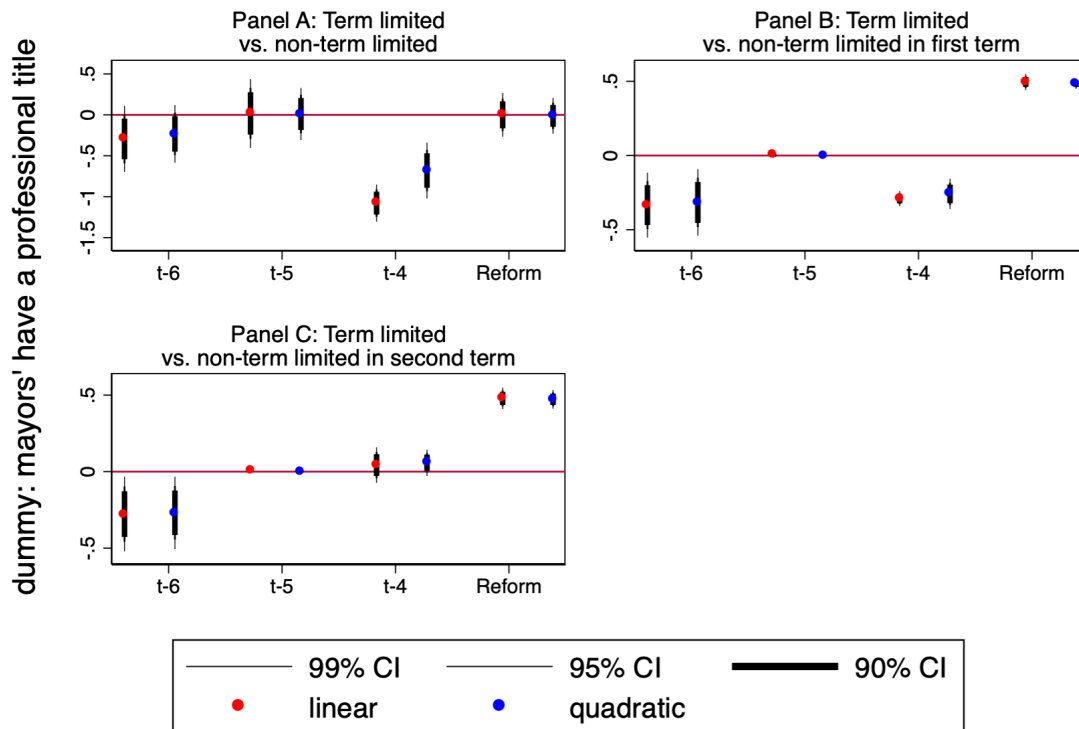 dummy: mayors' have a professional title
Panel A: Term limited
vs. non-term limited
.5
0
-.5
-1
-1.5
t-6 t-5 t-4 Reform
Panel B: Term limited
vs. non-term limited in first term
.5
0
-.5
t-6 t-5 t-4 Reform
Panel C: Term limited
vs. non-term limited in second term
.5
0
-.5
t-6 t-5 t-4 Reform
99% CI 95% CI 90% CI
linear quadratic